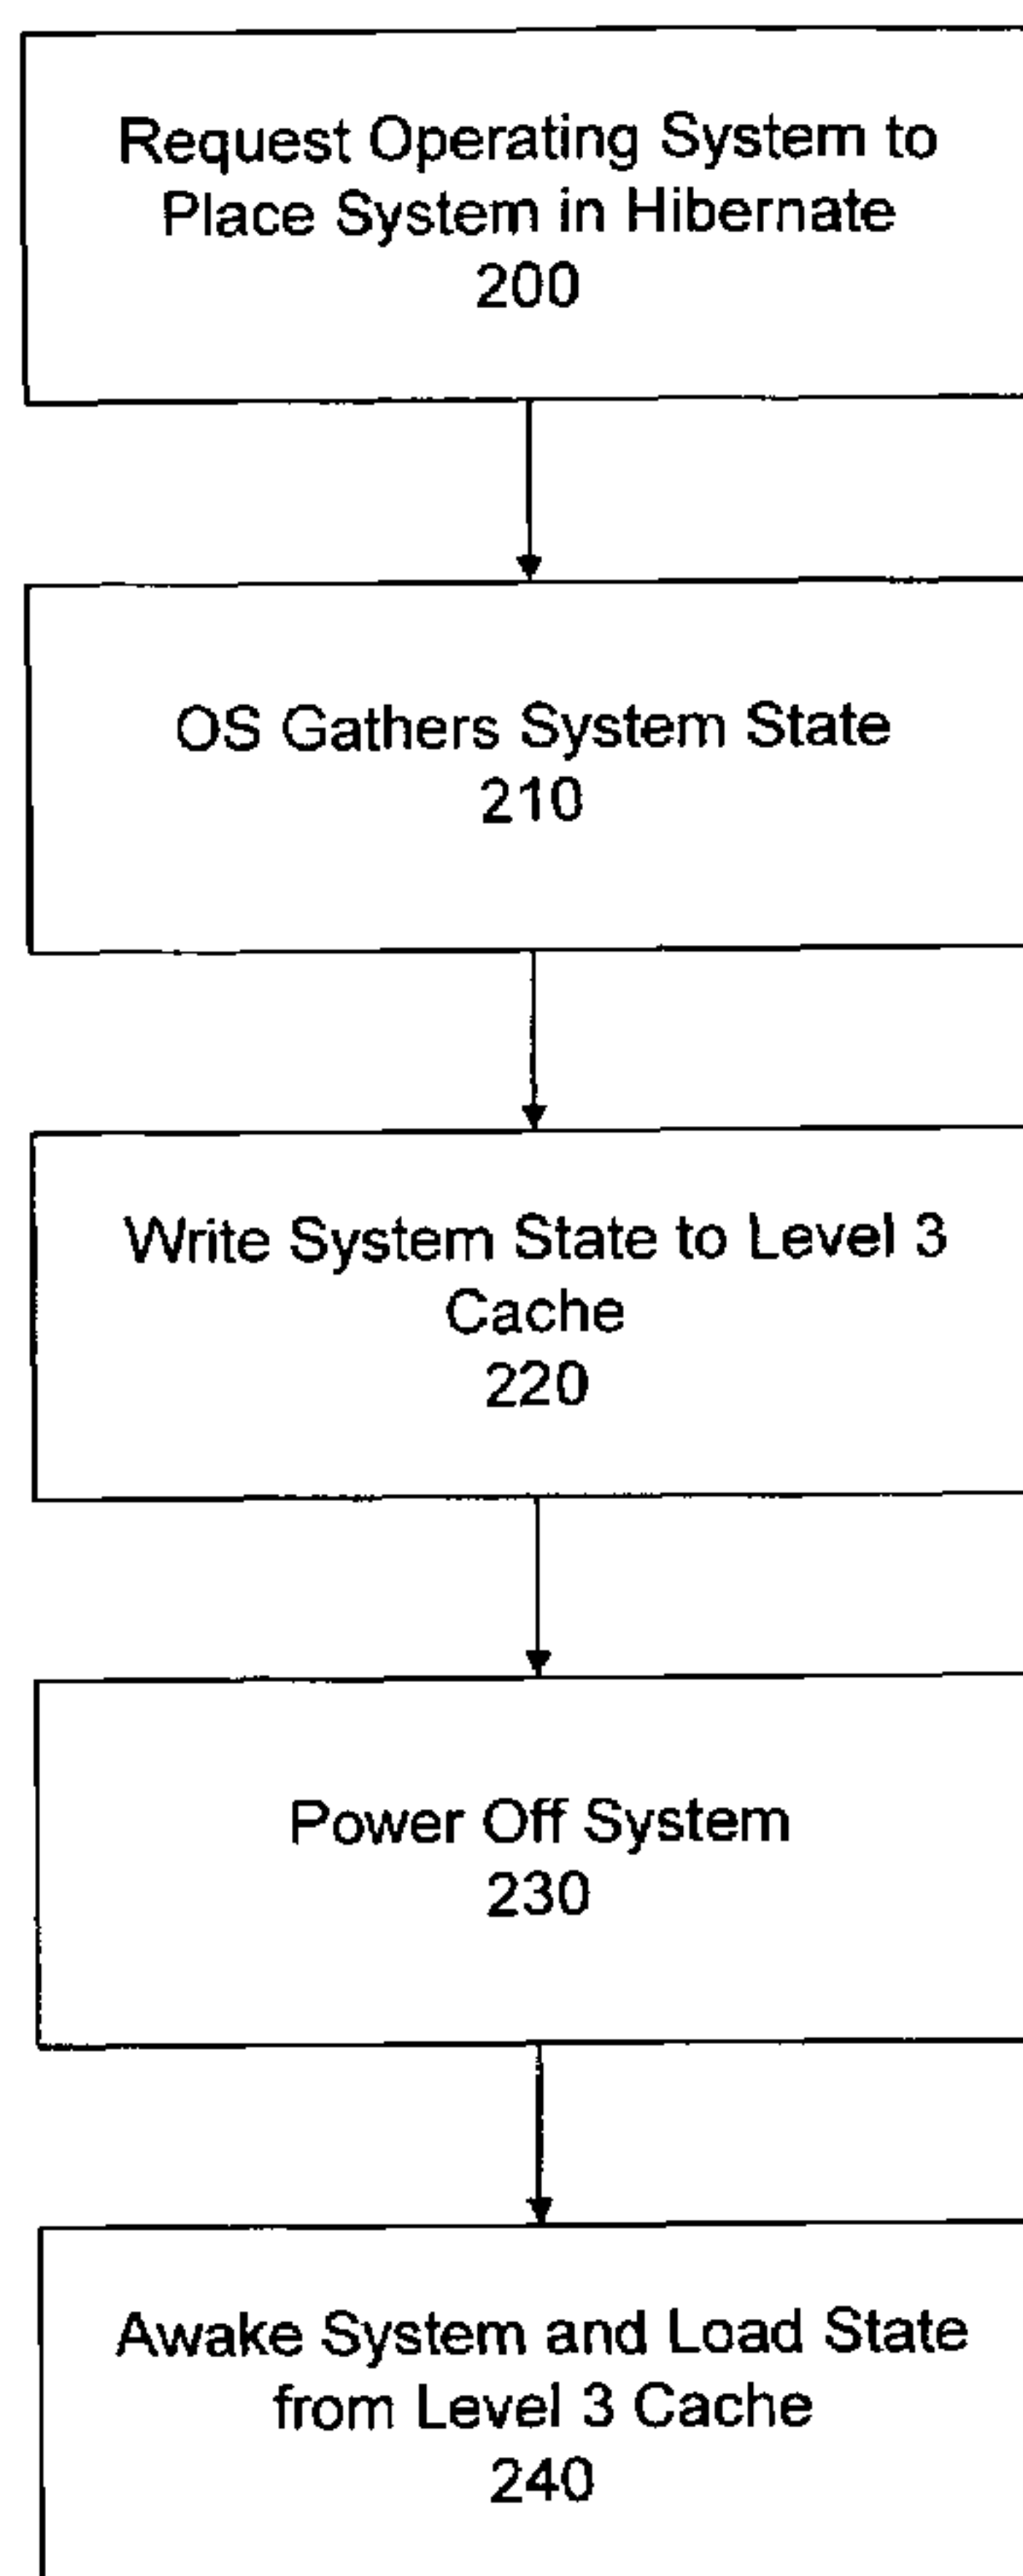 Request Operating System to
Place System in Hibernate
200
OS Gathers System State
210
Write System State to Level 3
Cache
220
Power Off System
230
Awake System and Load State
from Level 3 Cache
240